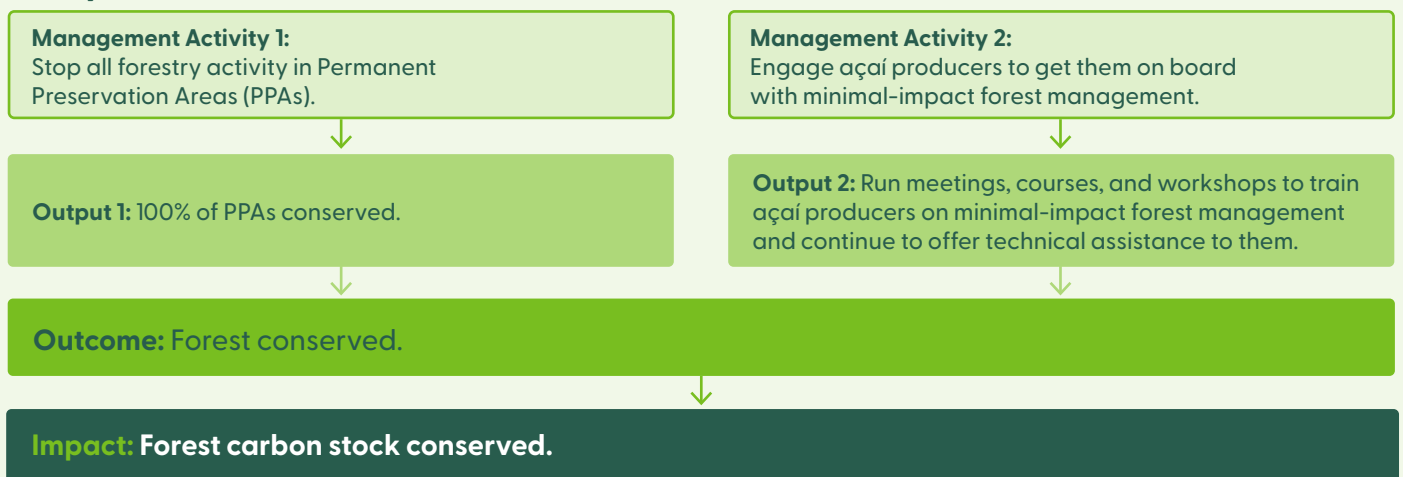 Management Activity 1:
Stop all forestry activity in Permanent
Preservation Areas (PPAs).
Management Activity 2:
Engage açaí producers to get them on board
with minimal-impact forest management.
Output 1: 100% of PPAs conserved.
Output 2: Run meetings, courses, and workshops to train
açaí producers on minimal-impact forest management
and continue to offer technical assistance to them.
Outcome: Forest conserved.
Impact: Forest carbon stock conserved.